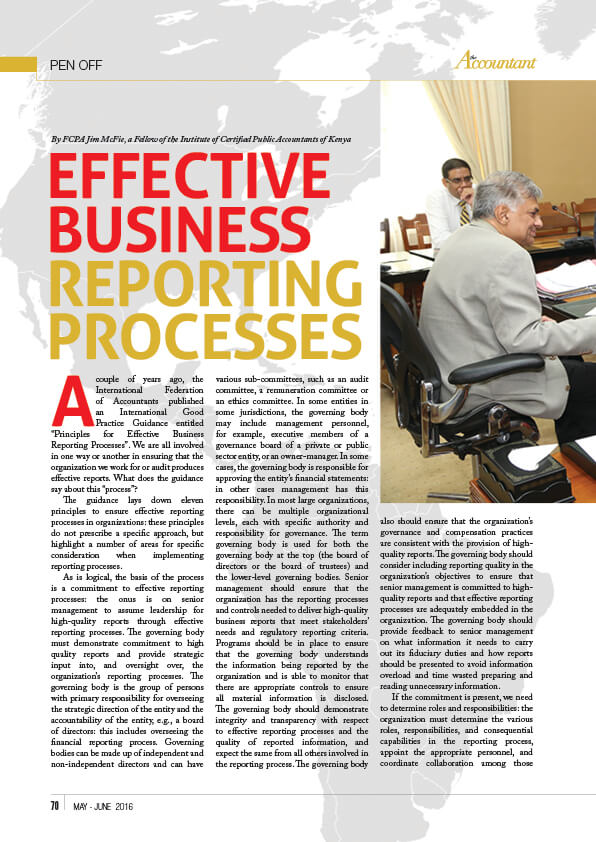 PEN OFF
the
Accountant
By FCPA Jim McFie, a Fellow of the Institute of Certified Public Accountants of Kenya
EFFECTIVE
BUSINESS
REPORTING
PROCESSES
A couple of years ago, the
International Federation
of Accountants published
an International Good
Practice Guidance entitled
"Principles for Effective Business
Reporting Processes". We are all involved
in one way or another in ensuring that the
organization we work for or audit produces
effective reports. What does the guidance
say about this "process"?
The guidance lays down eleven
principles to ensure effective reporting
processes in organizations: these principles
do not prescribe a specific approach, but
highlight a number of areas for specific
consideration when implementing
reporting processes.
As is logical, the basis of the process
is a commitment to effective reporting
processes: the onus is on senior
management to assume leadership for
high-quality reports through effective
reporting processes. The governing body
must demonstrate commitment to high
quality reports and provide strategic
input into, and oversight over, the
organization's reporting processes. The
governing body is the group of persons
with primary responsibility for overseeing
the strategic direction of the entity and the
accountability of the entity, e.g., a board
of directors: this includes overseeing the
financial reporting process. Governing
bodies can be made up of independent and
non-independent directors and can have
various sub-committees, such as an audit
committee, a remuneration committee or
an ethics committee. In some entities in
some jurisdictions, the governing body
may include management personnel,
for example, executive members of a
governance board of a private or public
sector entity, or an owner-manager. In some
cases, the governing body is responsible for
approving the entity's financial statements:
in other cases management has this
responsibility. In most large organizations,
there can be multiple organizational
levels, each with specific authority and
responsibility for governance. The term
governing body is used for both the
governing body at the top (the board of
directors or the board of trustees) and
the lower-level governing bodies. Senior
management should ensure that the
organization has the reporting processes
and controls needed to deliver high-quality
business reports that meet stakeholders'
needs and regulatory reporting criteria.
Programs should be in place to ensure
that the governing body understands
the information being reported by the
organization and is able to monitor that
there are appropriate controls to ensure
all material information is disclosed.
The governing body should demonstrate
integrity and transparency with respect
to effective reporting processes and the
quality of reported information, and
expect the same from all others involved in
the reporting process. The governing body
also should ensure that the organization's
governance and compensation practices
are consistent with the provision of high-
quality reports. The governing body should
consider including reporting quality in the
organization's objectives to ensure that
senior management is committed to high-
quality reports and that effective reporting
processes are adequately embedded in the
organization. The governing body should
provide feedback to senior management
on what information it needs to carry
out its fiduciary duties and how reports
should be presented to avoid information
overload and time wasted preparing and
reading unnecessary information.
If the commitment is present, we need
to determine roles and responsibilities: the
organization must determine the various
roles, responsibilities, and consequential
capabilities in the reporting process,
appoint the appropriate personnel, and
coordinate collaboration among those
70 MAY - JUNE 2016